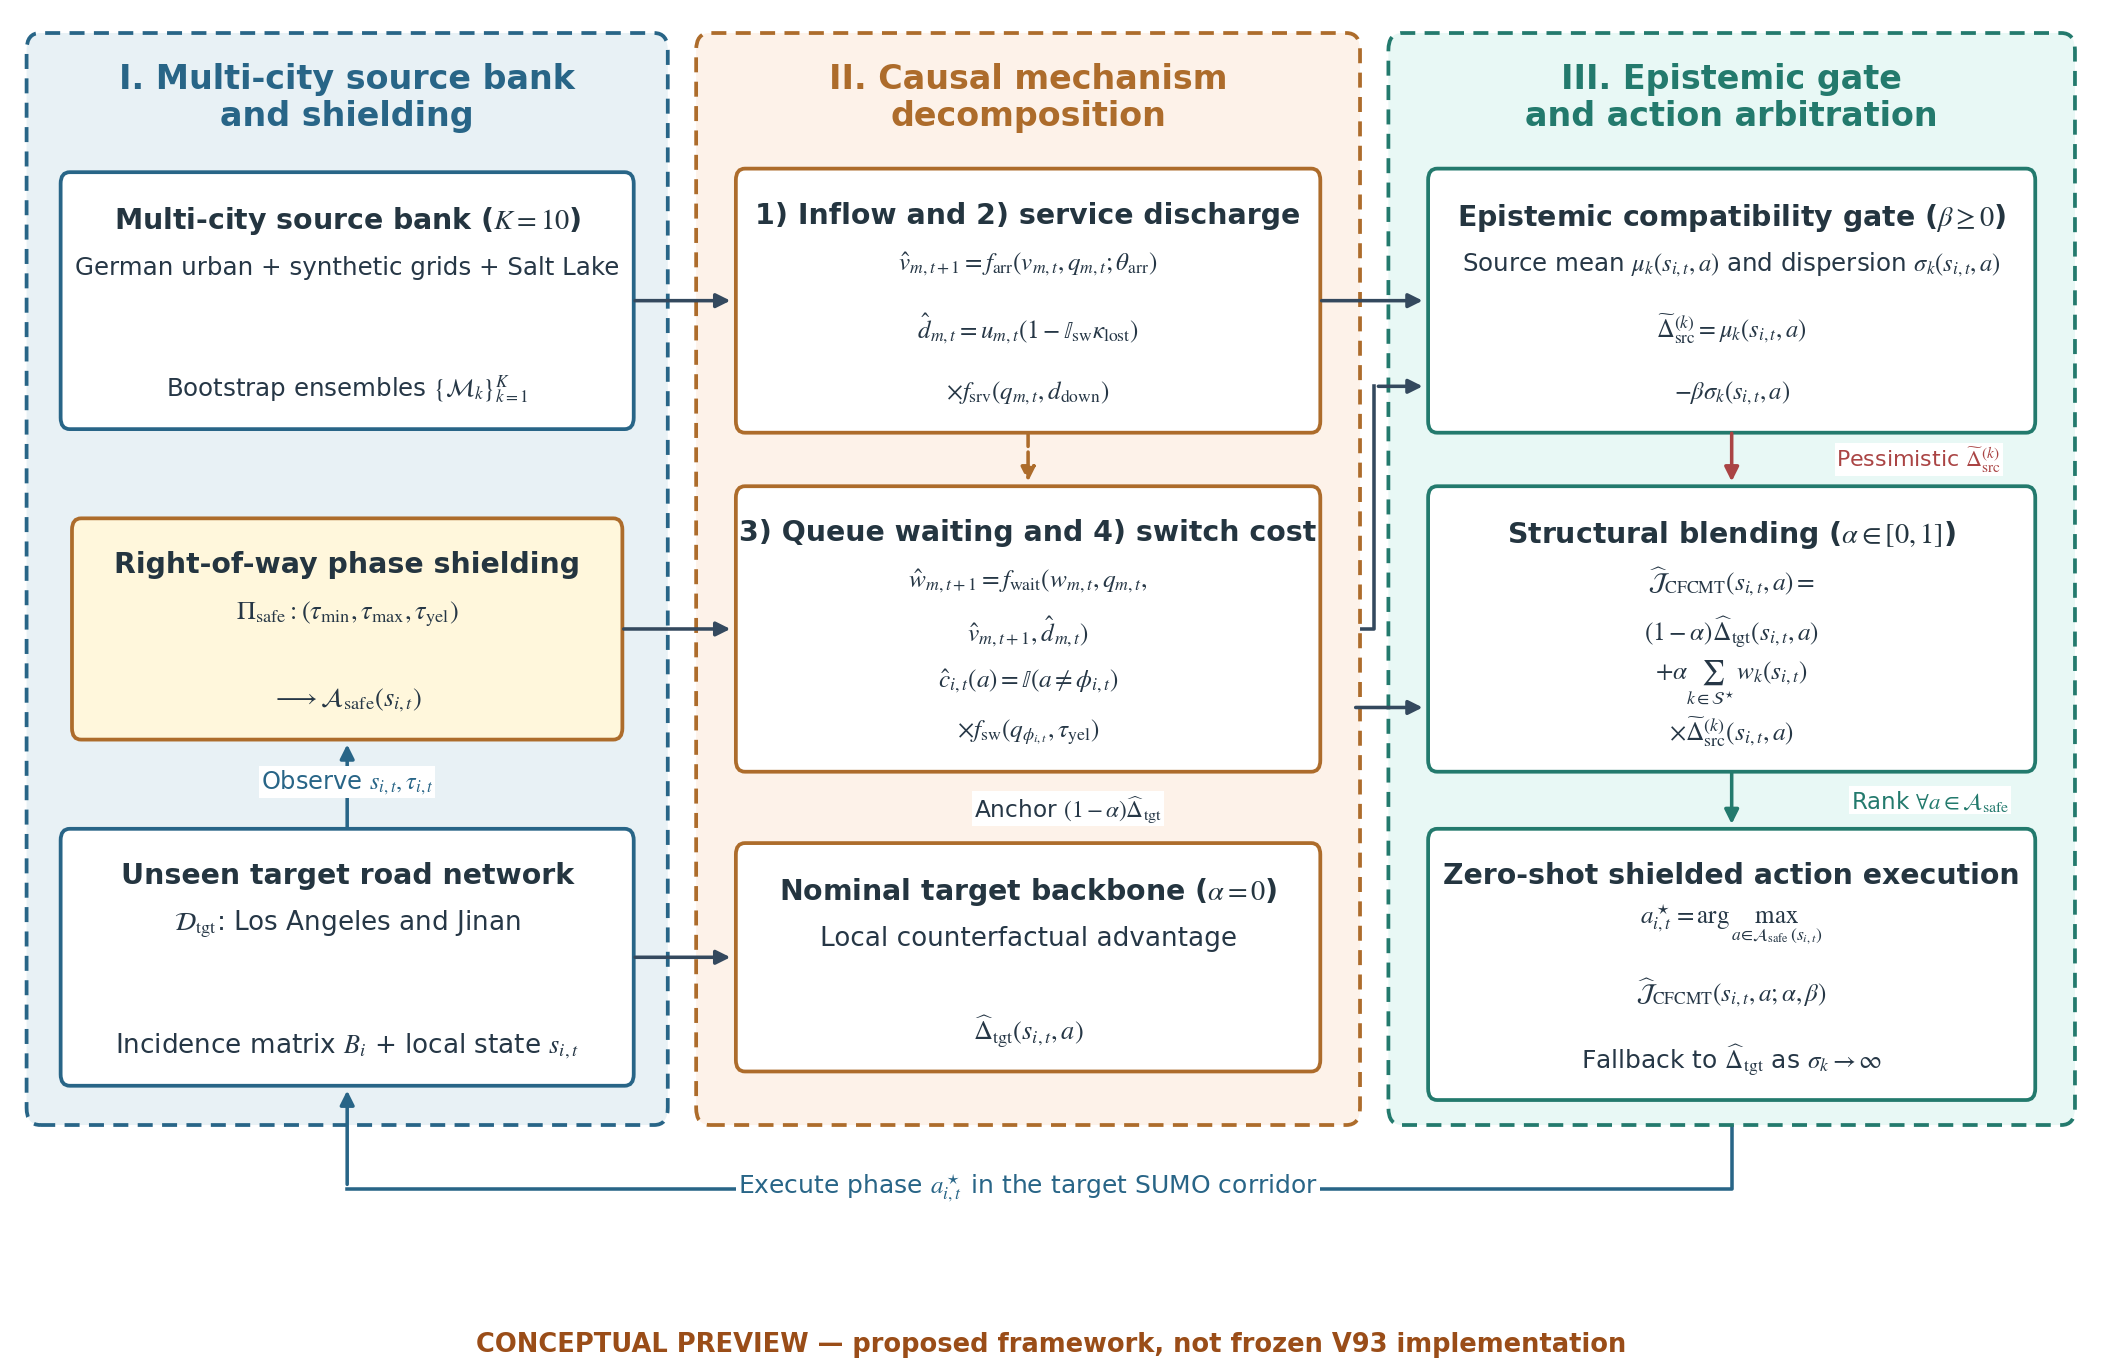 I. Multi-city source bank
and shielding
Multi-city source bank (K = 10)
German urban + synthetic grids + Salt Lake
Bootstrap ensembles {ℳₖ}ᴷₖ₌₁
Right-of-way phase shielding
Π_safe : (τ_min, τ_max, τ_yel)
⟶ 𝒜_safe(s_{i,t})
Observe s_{i,t}, τ_{i,t}
Unseen target road network
𝒟_tgt: Los Angeles and Jinan
Incidence matrix B_i + local state s_{i,t}
II. Causal mechanism
decomposition
1) Inflow and 2) service discharge
v̂_{m,t+1} = f_arr(v_{m,t}, q_{m,t}; θ_arr)
d̂_{m,t} = u_{m,t}(1 − 𝕀_sw κ_lost)
×f_srv(q_{m,t}, d_down)
3) Queue waiting and 4) switch cost
ŵ_{m,t+1} = f_wait(w_{m,t}, q_{m,t},
v̂_{m,t+1}, d̂_{m,t})
ĉ_{i,t}(a) = 𝕀(a ≠ ϕ_{i,t})
×f_sw(q_{ϕ_{i,t}}, τ_yel)
Anchor (1 − α)Δ̂_tgt
Nominal target backbone (α = 0)
Local counterfactual advantage
Δ̂_tgt(s_{i,t}, a)
III. Epistemic gate
and action arbitration
Epistemic compatibility gate (β ≥ 0)
Source mean μ_k(s_{i,t}, a) and dispersion σ_k(s_{i,t}, a)
Δ̃_src^{(k)} = μ_k(s_{i,t}, a)
−βσ_k(s_{i,t}, a)
Pessimistic Δ̃_src^{(k)}
Structural blending (α ∈ [0, 1])
𝒥̂_CFCMT(s_{i,t}, a) =
(1 − α)Δ̂_tgt(s_{i,t}, a)
+α ∑_{k ∈ 𝒮⋆} w_k(s_{i,t})
×Δ̃_src^{(k)}(s_{i,t}, a)
Rank ∀a ∈ 𝒜_safe
Zero-shot shielded action execution
a⋆_{i,t} = arg max_{a∈𝒜_safe(s_{i,t})}
𝒥̂_CFCMT(s_{i,t}, a; α, β)
Fallback to Δ̂_tgt as σ_k → ∞
Execute phase a⋆_{i,t} in the target SUMO corridor
CONCEPTUAL PREVIEW — proposed framework, not frozen V93 implementation